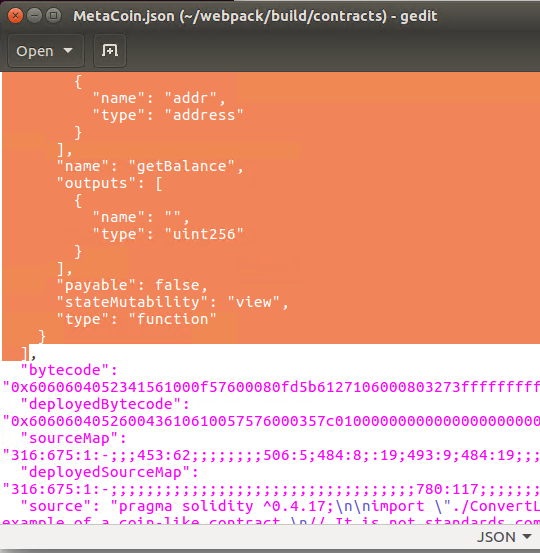 MetaCoin.json (~/webpack/build/contracts) - gedit
Open
{
"name": "addr",
"type": "address"
}
],
"name": "getBalance",
"outputs": [
{
"name": "",
"type": "uint256"
}
],
"payable": false,
"stateMutability": "view",
"type": "function"
}
],
"bytecode":
"0x6060604052341561000f57600080fd5b6127106000803273fffffffff
"deployedBytecode":
"0x606060405260043610610057576000357c0100000000000000000000
"sourceMap":
"316:675:1:-;;;453:62;;;;;;;;506:5;484:8;:19;493:9;484:19;;;
"deployedSourceMap":
"316:675:1:-;;;;;;;;;;;;;;;;;;;;;;;;;;;;;;;;;780:117;;;;;;;
"source": "pragma solidity ^0.4.17;\n\nimport \"./ConvertL
example of a coin-like contract.\n// It is not standards com
JSON